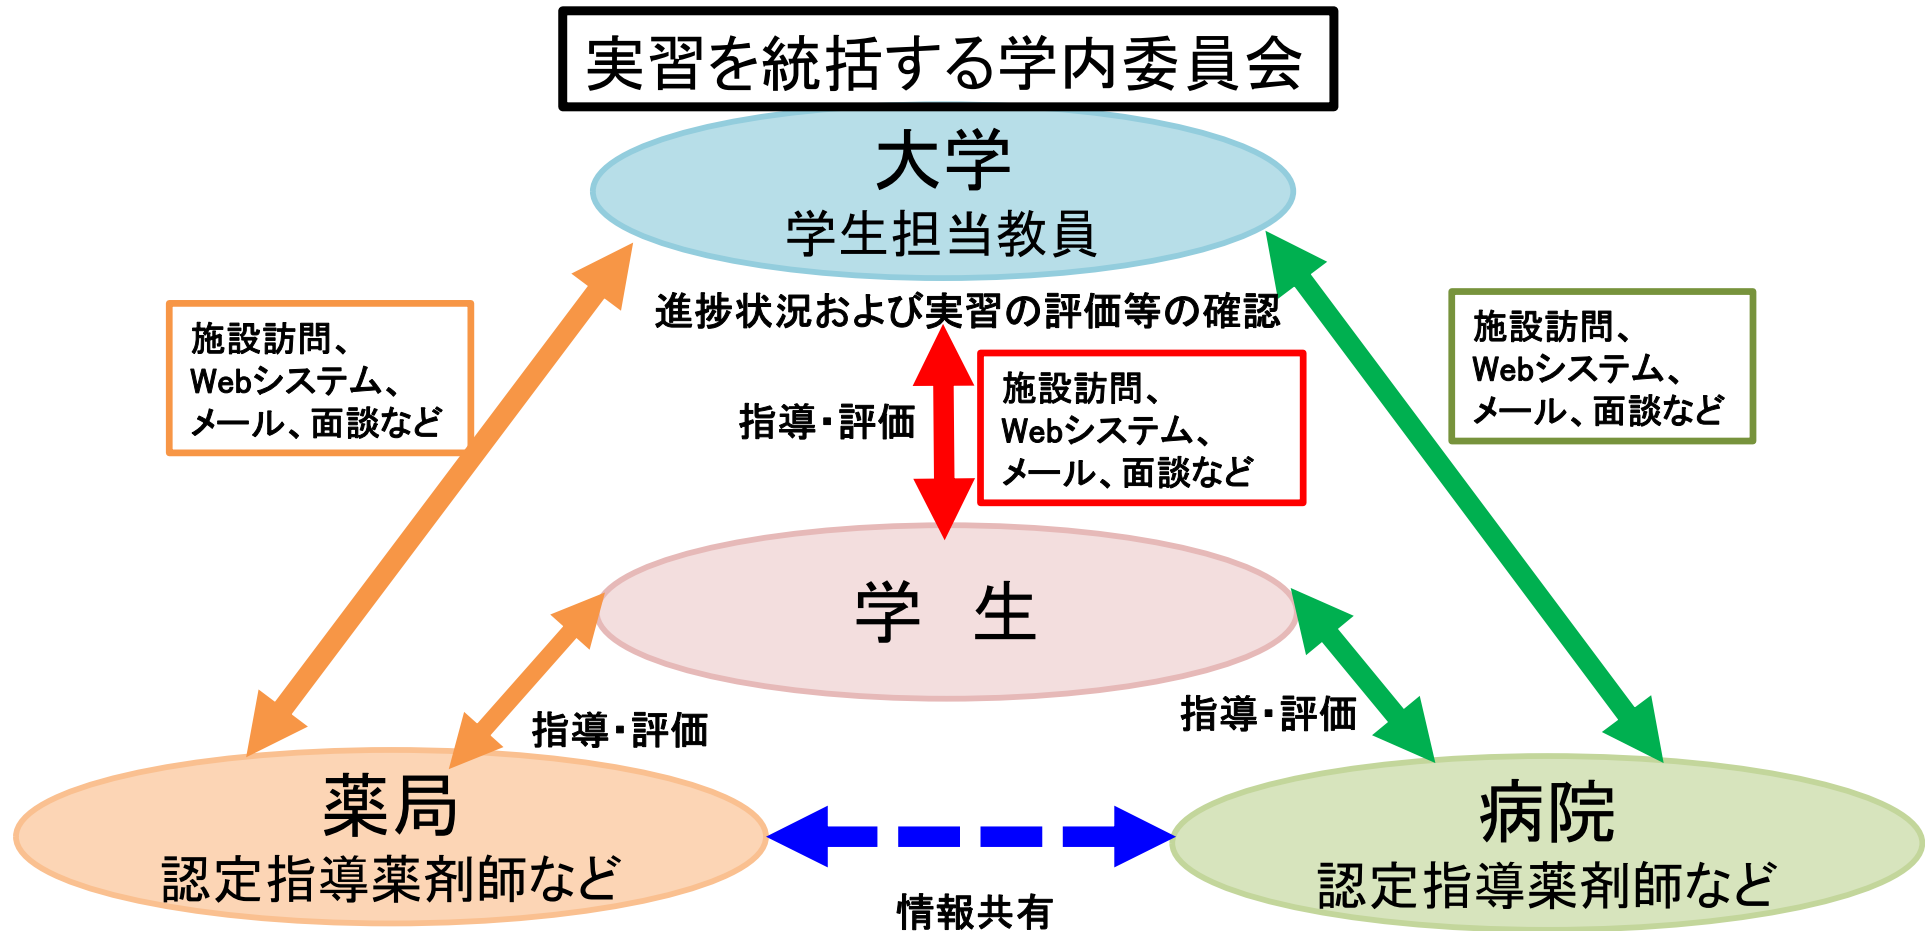 実習を統括する学内委員会
大学
学生担当教員
進捗状況および実習の評価等の確認
施設訪問、
Webシステム、
メール、面談など
指導・評価
施設訪問、
Webシステム、
メール、面談など
施設訪問、
Webシステム、
メール、面談など
学　生
指導・評価
指導・評価
薬局
認定指導薬剤師など
病院
認定指導薬剤師など
情報共有